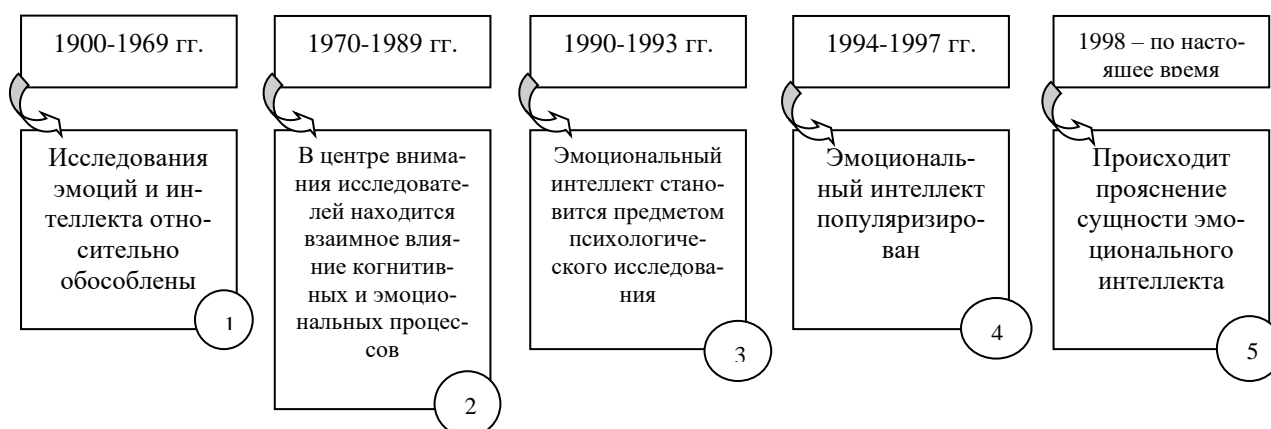 1900-1969 гг.
Исследования
эмоций и ин-
теллекта отно-
сительно
обособлены
1
1970-1989 гг.
В центре внима-
ния исследовате-
лей находится
взаимное влия-
ние когнитив-
ных и эмоцио-
нальных процес-
сов
2
1990-1993 гг.
Эмоциональный
интеллект стано-
вится предметом
психологиче-
ского исследова-
ния
3
1994-1997 гг.
Эмоциональ-
ный интеллект
популяризиро-
ван
4
1998 – по насто-
ящее время
Происходит
прояснение
сущности эмо-
ционального
интеллекта
5